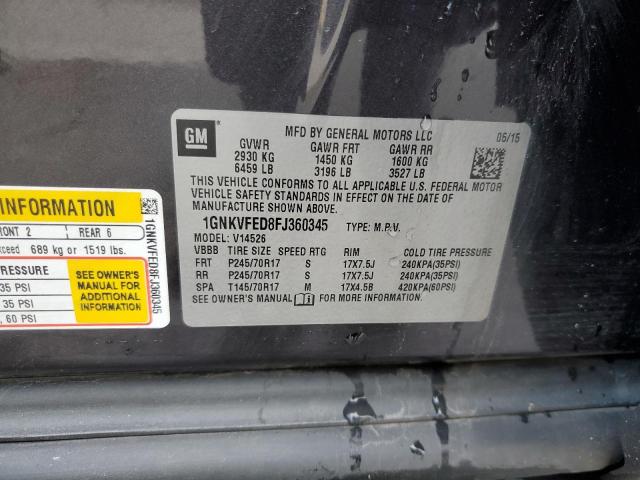 GM
MFD BY GENERAL MOTORS LLC 06/15
GVWR GAWR FRT GAWR RR
2930 KG 1450 KG 1600 KG
6459 LB 3196 LB 3527 LB
THIS VEHICLE CONFORMS TO ALL APPLICABLE U.S. FEDERAL MOTOR
VEHICLE SAFETY STANDARDS IN EFFECT ON THE DATE OF
MANUFACTURE SHOWN ABOVE.
1GNKVFED8FJ360345 TYPE: M.P.V.
MODEL: V14526
VBBB TIRE SIZE SPEED RTG RIM COLD TIRE PRESSURE
FRT P245/70R17 S 17X7.5J 240KPA(35PSI)
RR P245/70R17 S 17X7.5J 240KPA(35PSI)
SPA T145/70R17 M 17X4.5B 420KPA(60PSI)
SEE OWNER'S MANUAL FOR MORE INFORMATION.
INFORMATION
RONT 2 REAR 6
xceed 689 kg or 1519 lbs.
PRESSURE
35 PSI
35 PSI
, 60 PSI
SEE OWNER'S
MANUAL FOR
ADDITIONAL
INFORMATION
1GNKVFED8FJ360345